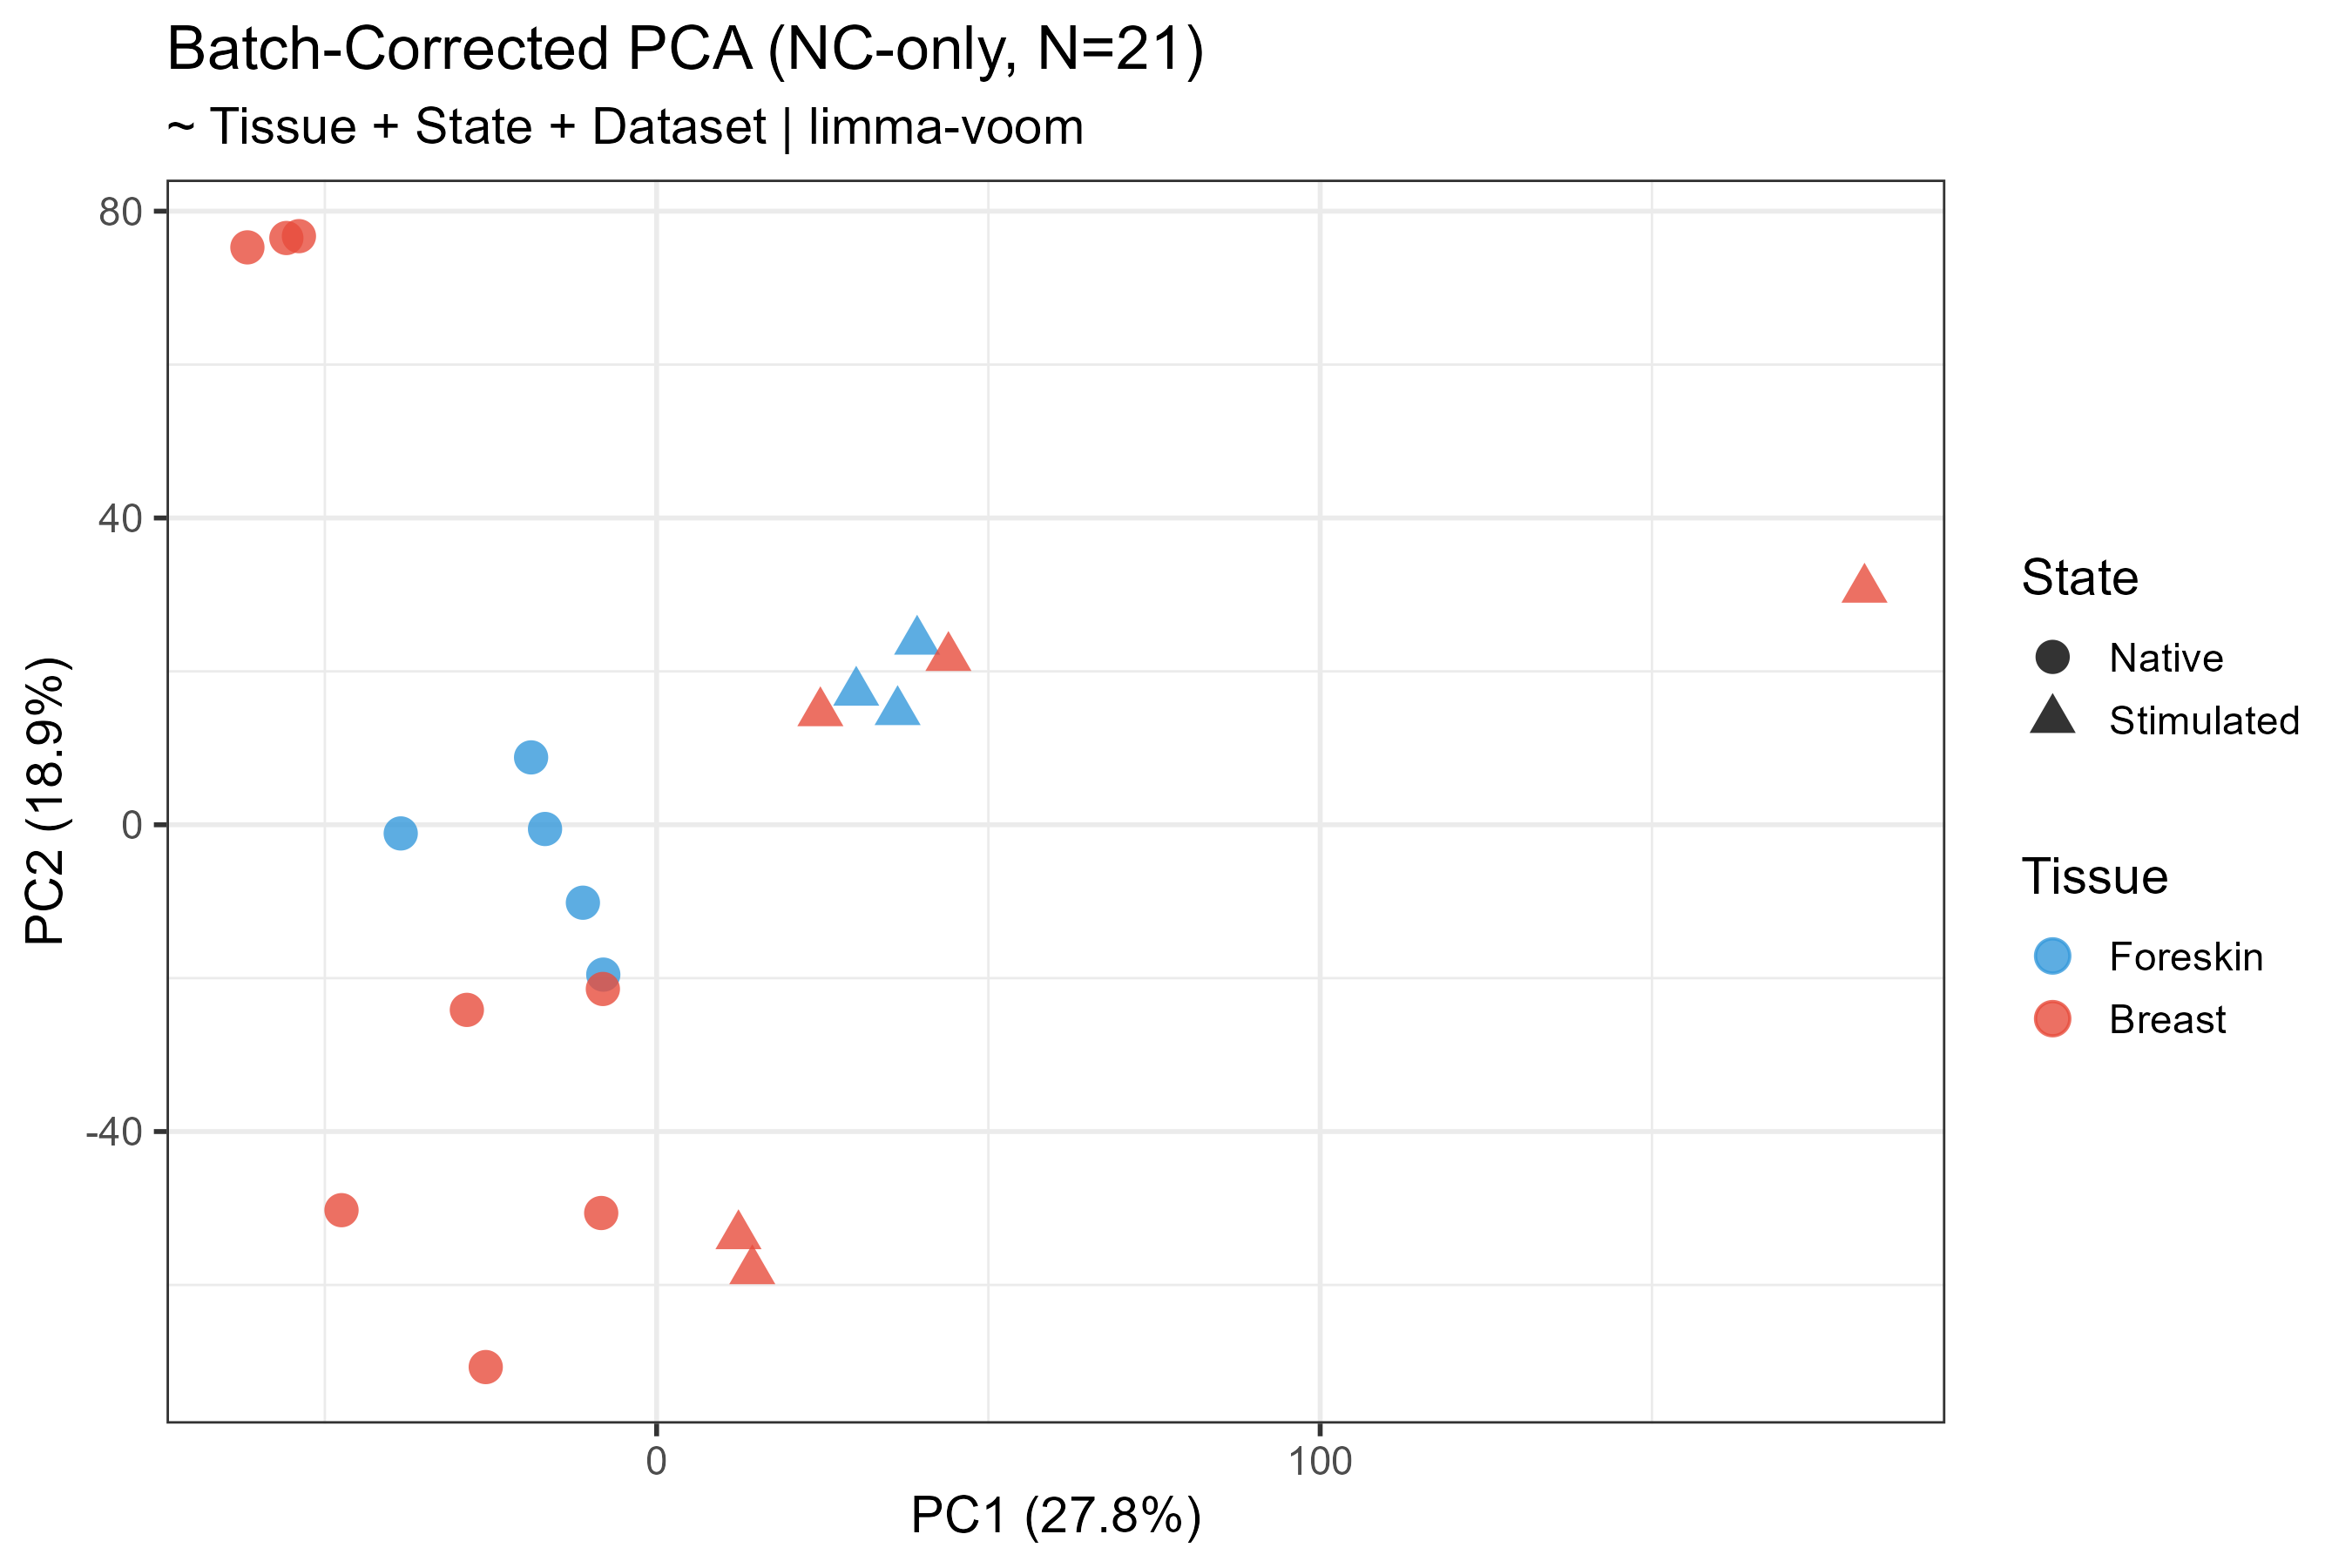 Batch-Corrected PCA (NC-only, N=21)
~ Tissue + State + Dataset | limma-voom
80
40
0
-40
PC2 (18.9%)
0
100
PC1 (27.8%)
State
Native
Stimulated
Tissue
Foreskin
Breast